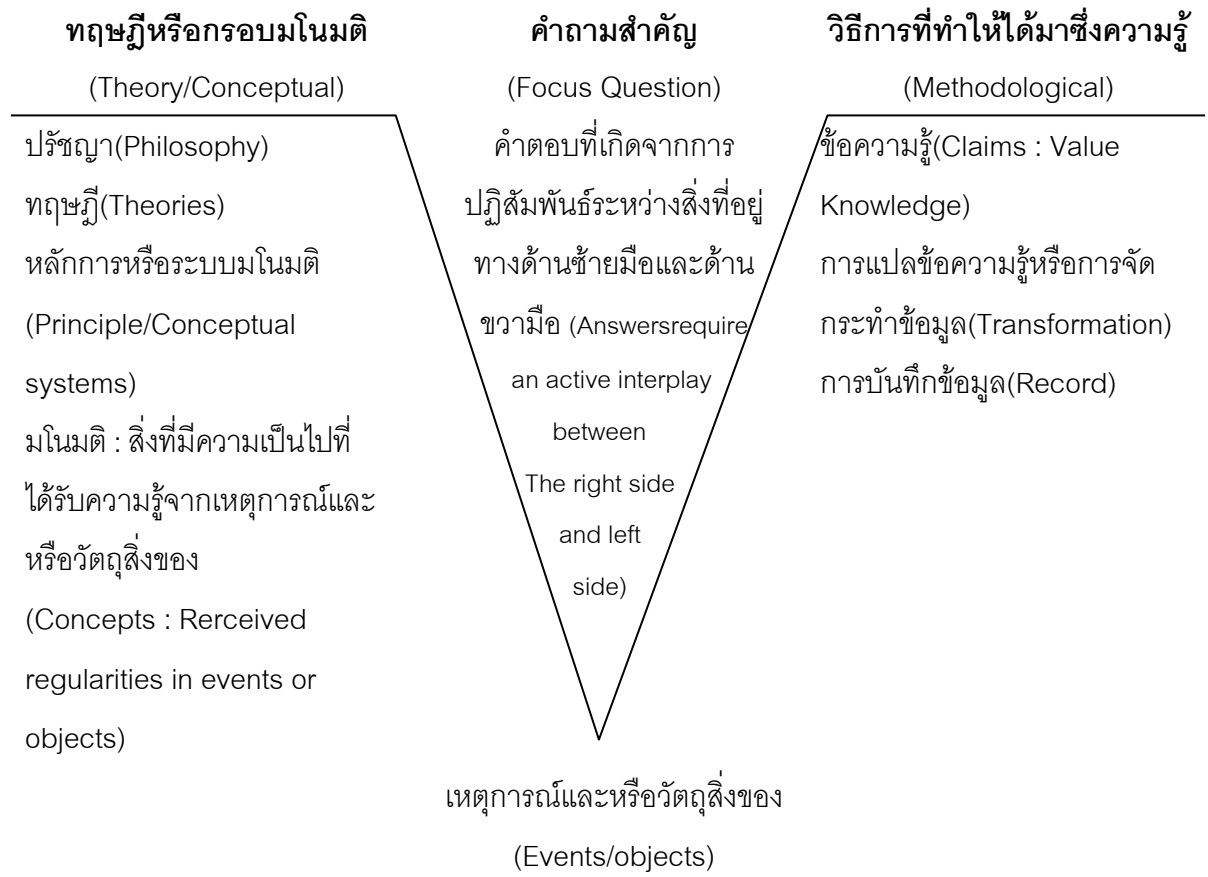 ทฤษฎีหรือกรอบมโนมติ
(Theory/Conceptual)
ปรัชญา(Philosophy)
ทฤษฎี(Theories)
หลักการหรือระบบมโนมติ
(Principle/Conceptual
systems)
มโนมติ : สิ่งที่มีความเป็นไปที่
ได้รับความรู้จากเหตุการณ์และ
หรือวัตถุสิ่งของ
(Concepts : Rerceived
regularities in events or
objects)
คำถามสำคัญ
(Focus Question)
คำตอบที่เกิดจากการ
ปฏิสัมพันธ์ระหว่างสิ่งที่อยู่
ทางด้านซ้ายมือและด้าน
ขวามือ (Answersrequire
an active interplay
between
The right side
and left
side)
วิธีการที่ทำให้ได้มาซึ่งความรู้
(Methodological)
ข้อความรู้(Claims : Value
Knowledge)
การแปลข้อความรู้หรือการจัด
กระทำข้อมูล(Transformation)
การบันทึกข้อมูล(Record)
เหตุการณ์และหรือวัตถุสิ่งของ
(Events/objects)